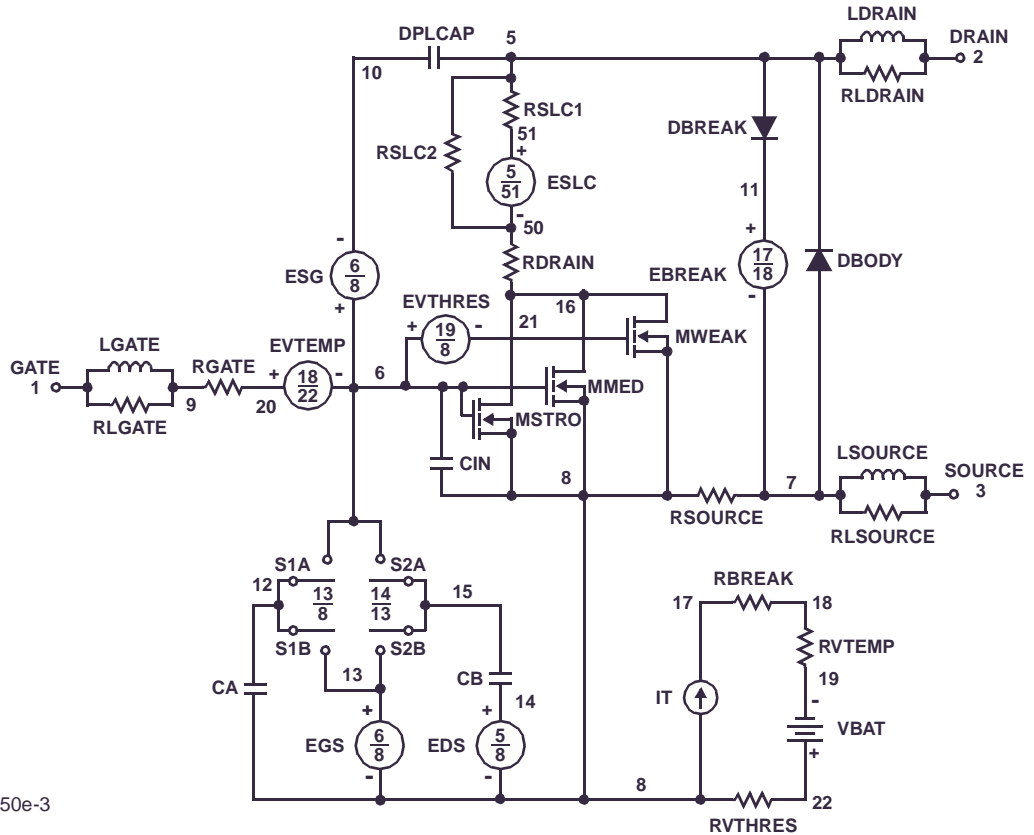 LDRAIN
DPLCAP
5
DRAIN
2
10
RLDRAIN
RSLC1
51
DBREAK
RSLC2
+
5
51
ESLC
11
-
50
-
+
RDRAIN
17
18
DBODY
ESG
6
8
EBREAK
-
EVTHRES
16
+
+
19
8
-
21
MWEAK
LGATE
EVTEMP
GATE
1
RGATE
+
18
22
-
6
MMED
9
20
MSTRO
RLGATE
CIN
8
LSOURCE
7
SOURCE
3
RSOURCE
RLSOURCE
S1A
S2A
12
13
8
14
13
15
RBREAK
17
18
S1B
S2B
RVTEMP
13
CB
19
CA
14
IT
-
+
+
VBAT
EGS
6
8
EDS
5
8
+
-
-
8
22
50e-3
RVTHRES